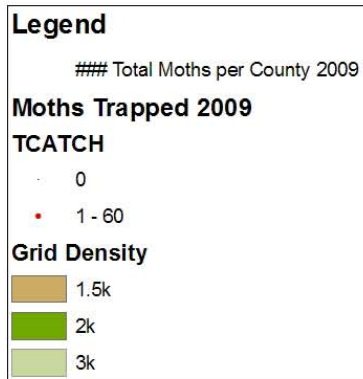 Legend
### Total Moths per County 2009
Moths Trapped 2009
TCATCH
0
1 - 60
Grid Density
1.5k
2k
3k